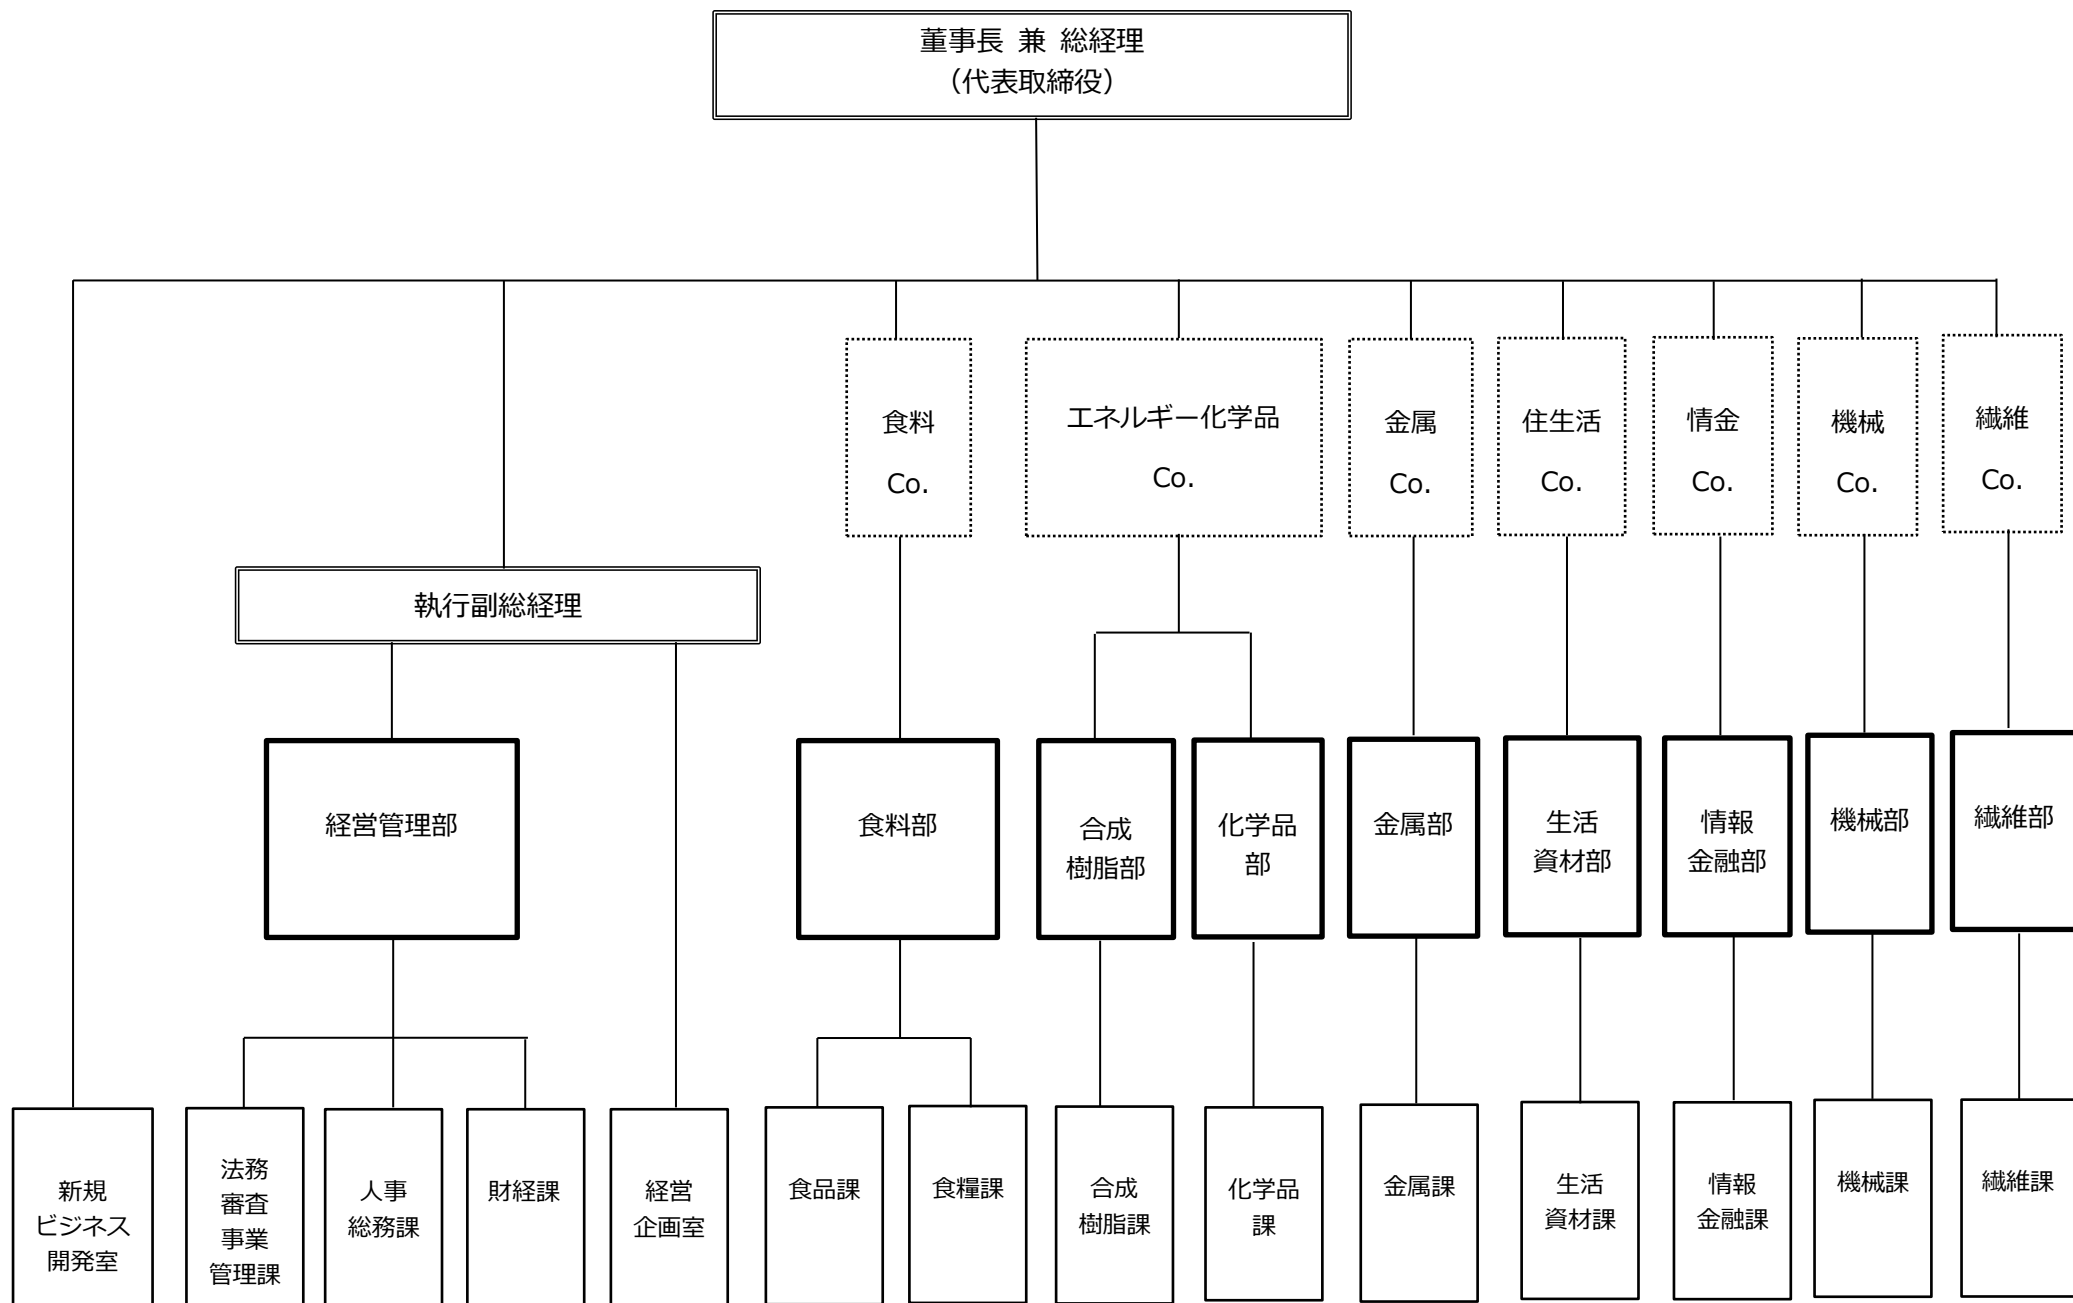 董事長 兼 総経理
（代表取締役）
食料
Co.
エネルギー化学品
Co.
金属
Co.
住生活
Co.
情金
Co.
機械
Co.
繊維
Co.
執行副総経理
経営管理部
食料部
合成
樹脂部
化学品
部
金属部
生活
資材部
情報
金融部
機械部
繊維部
新規
ビジネス
開発室
法務
審査
事業
管理課
人事
総務課
財経課
経営
企画室
食品課
食糧課
合成
樹脂課
化学品
課
金属課
生活
資材課
情報
金融課
機械課
繊維課